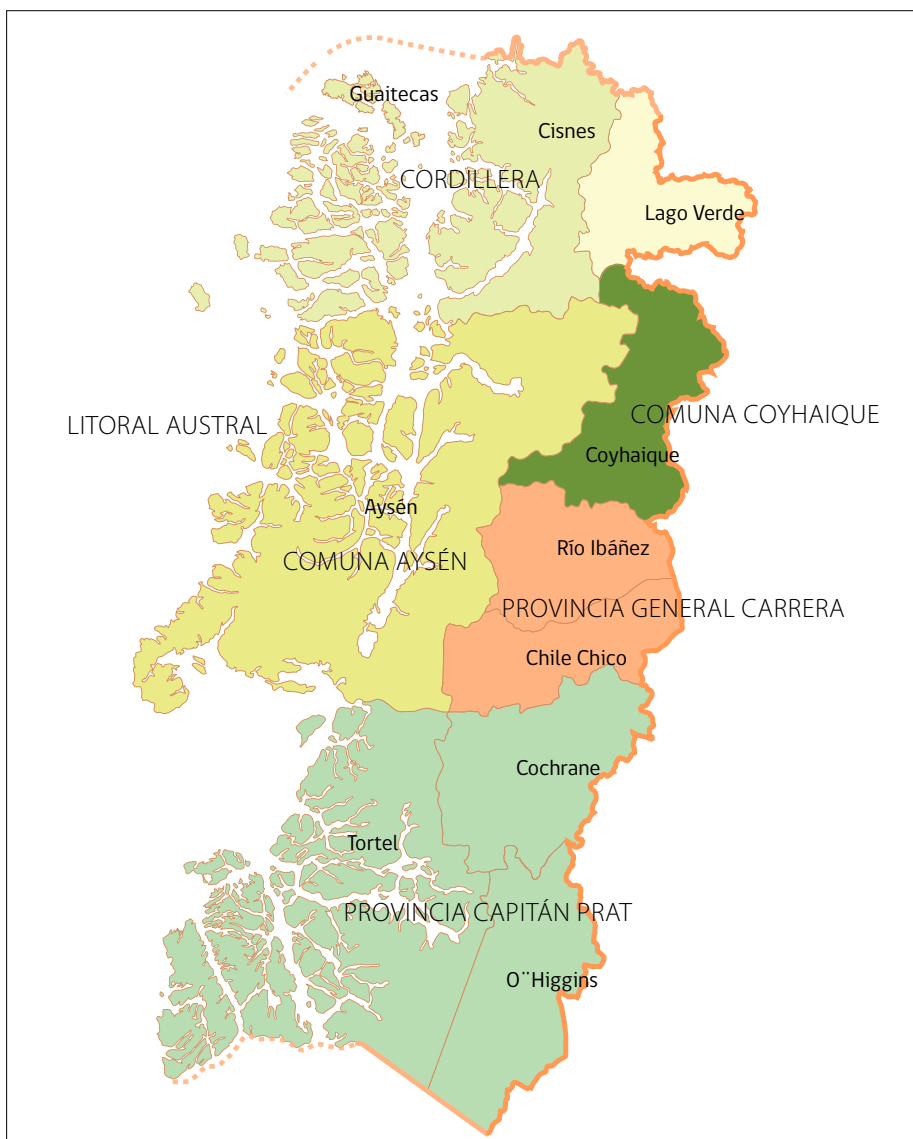 Guaitecas
Cisnes
CORDILLERA
Lago Verde
LITORAL AUSTRAL
COMUNA COYHAIQUE
Coyhaique
Aysén
Río Ibáñez
COMUNA AYSÉN
PROVINCIA GENERAL CARRERA
Chile Chico
Cochrane
Tortel
PROVINCIA CAPITÁN PRAT
O¨Higgins